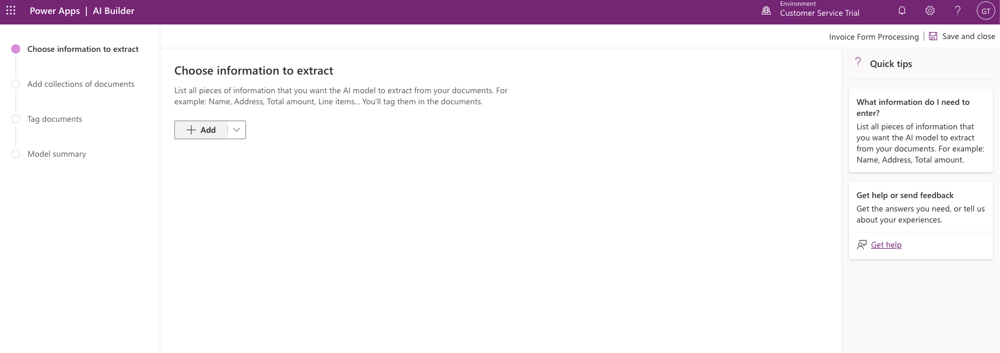 Power Apps | AI Builder
Environment
Customer Service Trial
?
GT
Choose information to extract
Add collections of documents
Tag documents
Model summary
Invoice Form Prrocessing | Save and close
Choose information to extract
List all pieces of information that you want the AI model to extract from your documents. For
example: Name, Address, Total amount, Line items... You'll tag them in the documents.
+ Add
? Quick tips
What information do I need to
enter?
List all pieces of information that
you want the AI model to extract
from your documents. For example:
Name, Address, Total amount.
Get help or send feedback
Get the answers you need, or tell us
about your experiences.
Get help